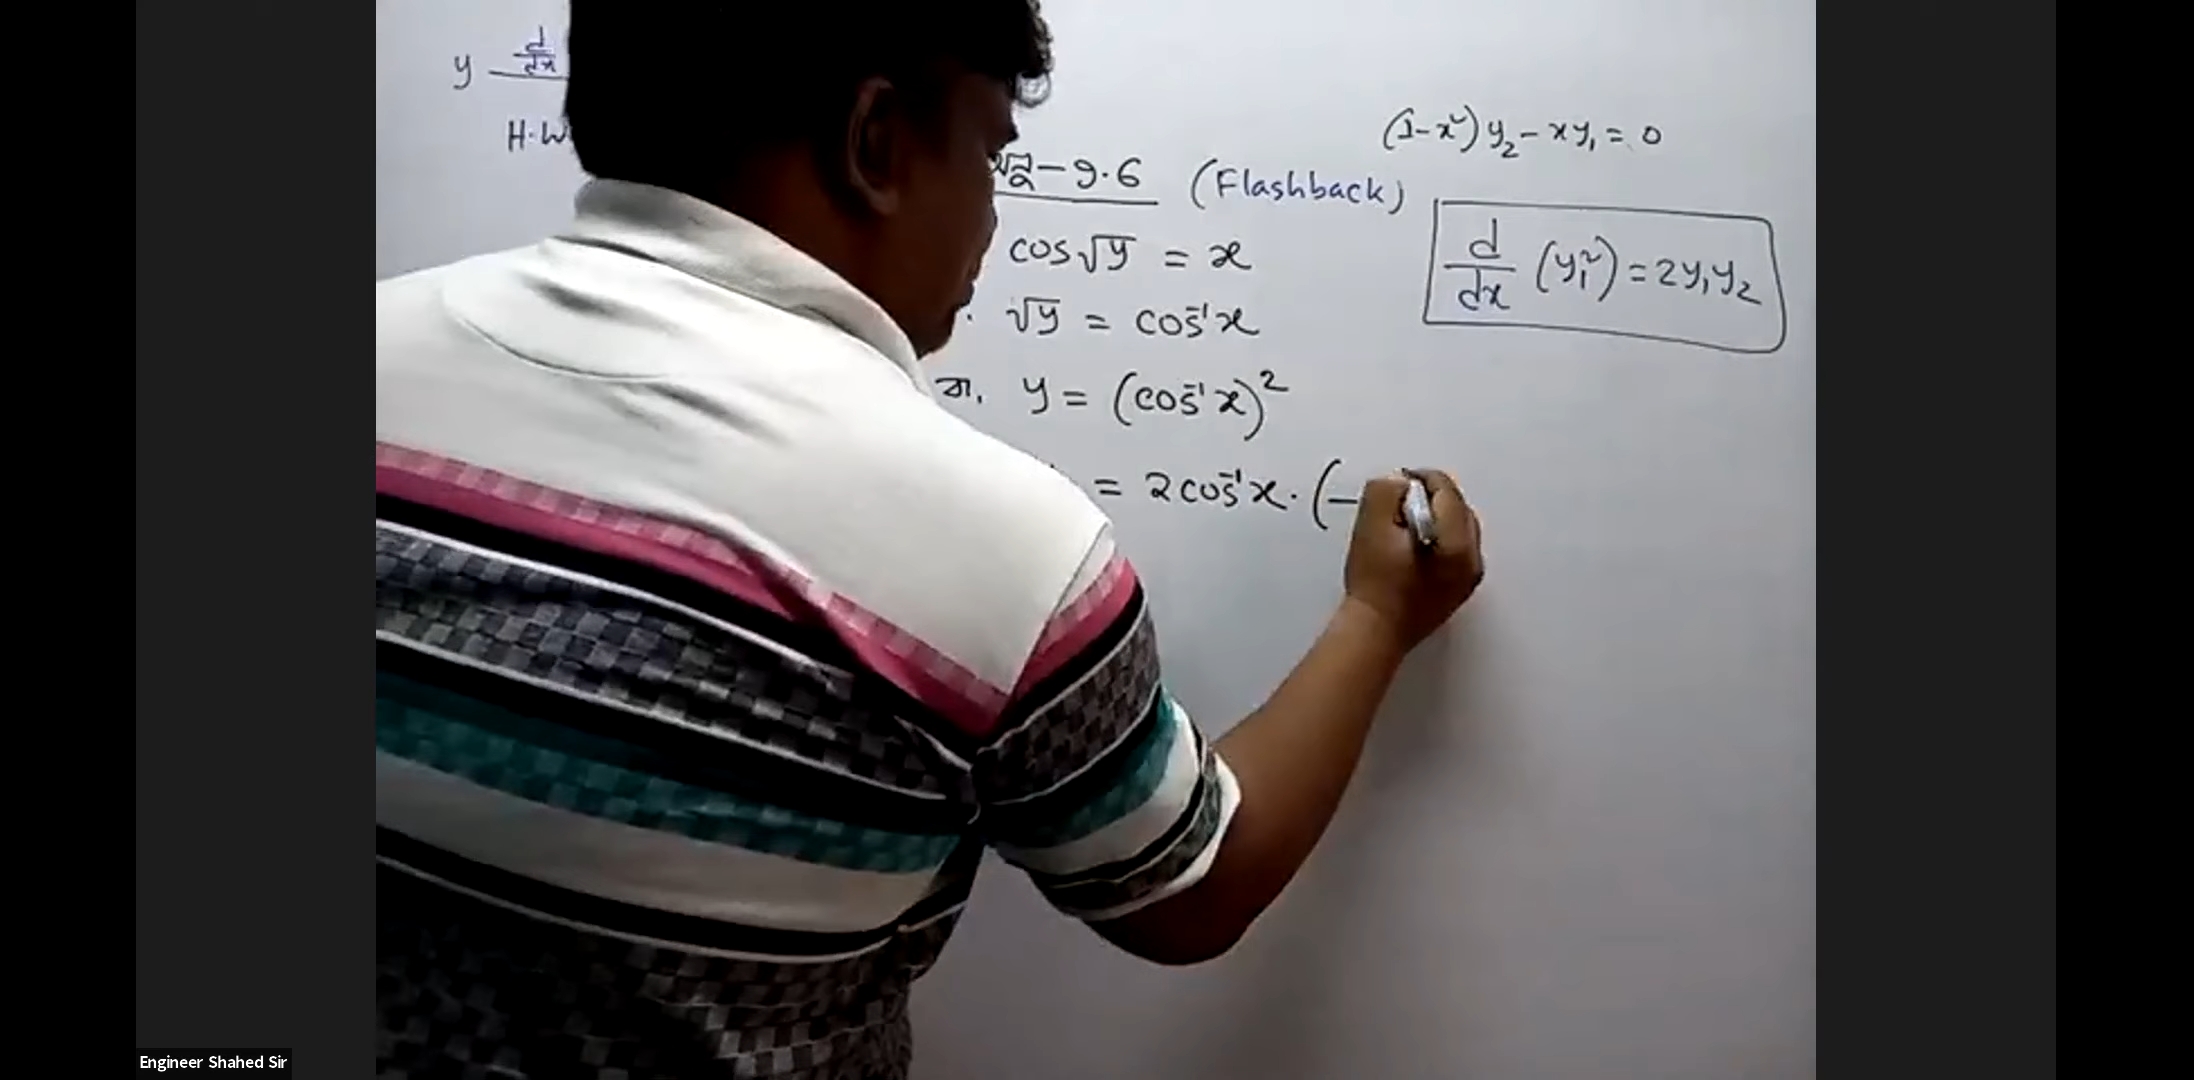 y d/dx
H.W
(1-x²) y₂ - xy₁ = 0
-9.6 (Flashback)
d/dx (y₁²) = 2y₁y₂
cos√y = x
√y = cos⁻¹x
বা, y = (cos⁻¹x)²
= 2cos⁻¹x · (-
Engineer Shahed Sir